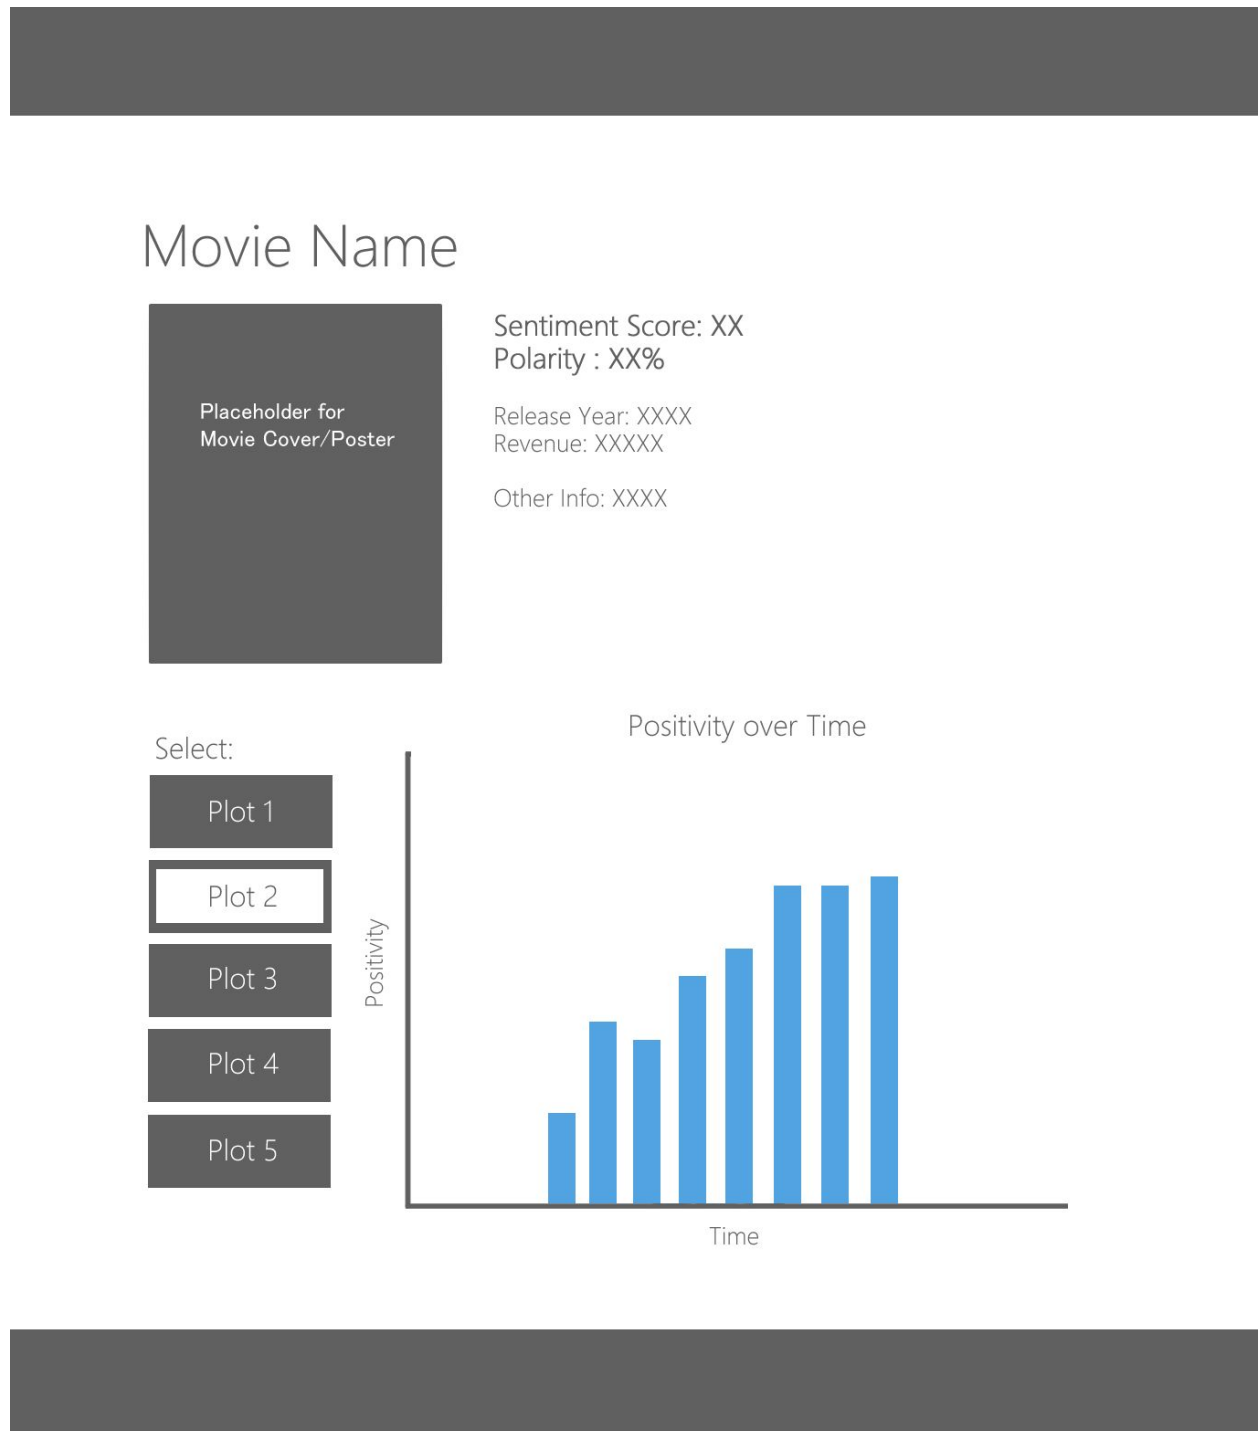 Movie Name
Placeholder for
Movie Cover/Poster
Sentiment Score: XX
Polarity : XX%
Release Year: XXXX
Revenue: XXXXX
Other Info: XXXX
Select:
Plot 1
Plot 2
Plot 3
Plot 4
Plot 5
Positivity over Time
Positivity
Time